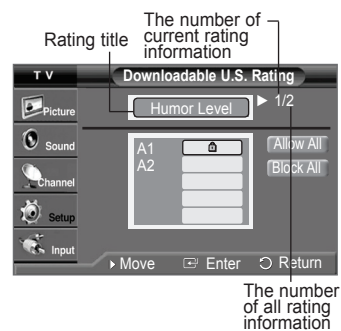 The number of
current rating
information
Rating title
T V
Downloadable U.S. Rating
Picture
Humor Level
▶ 1/2
Sound
A1
Allow All
A2
Block All
Channel
Setup
Input
Move
Enter
Return
The number
of all rating
information